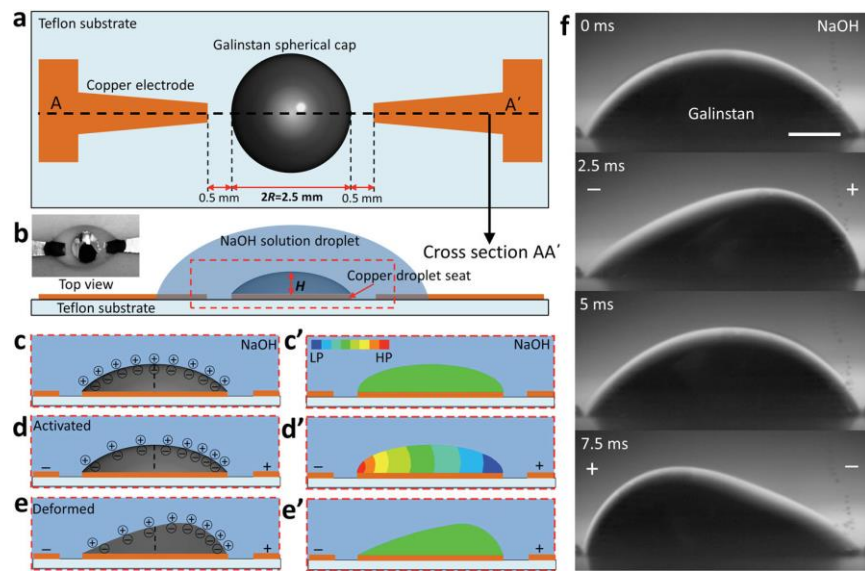 a
Teflon substrate
Galinstan spherical cap
Copper electrode
A
A′
0.5 mm
2R=2.5 mm
0.5 mm
b
Top view
NaOH solution droplet
Cross section AA′
Copper droplet seat
H
Teflon substrate
c
NaOH
+ + + + + + + + +
− − − − − − − − −
c′
LP
HP
NaOH
d
Activated
−
+
d′
−
+
e
Deformed
−
+
e′
−
+
f
0 ms
NaOH
Galinstan
2.5 ms
−
+
5 ms
7.5 ms
+
−